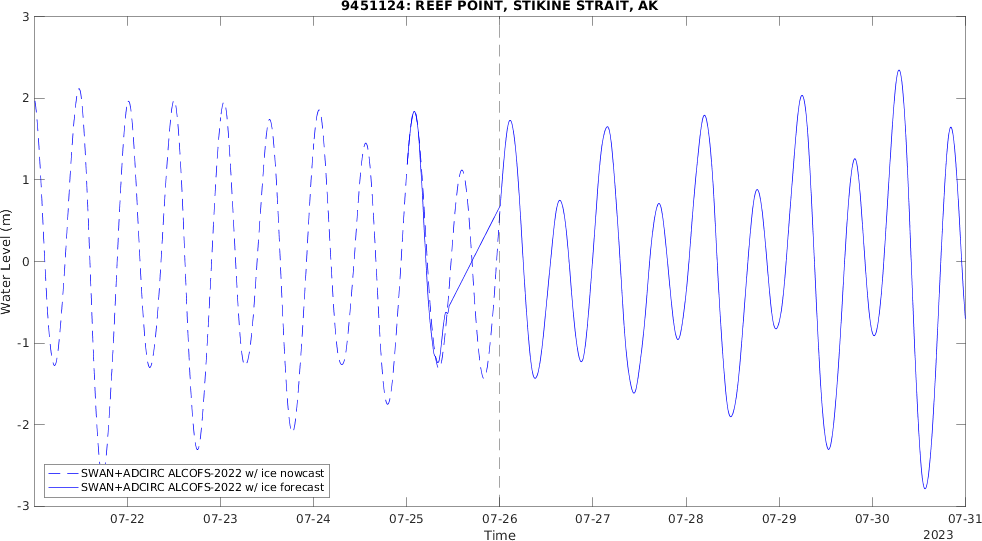 9451124: REEF POINT, STIKINE STRAIT, AK
3
2
1
0
-1
-2
-3
Water Level (m)
SWAN+ADCIRC ALCOFS-2022 w/ ice nowcast
SWAN+ADCIRC ALCOFS-2022 w/ ice forecast
07-22 07-23 07-24 07-25 07-26 07-27 07-28 07-29 07-30 07-31
Time
2023